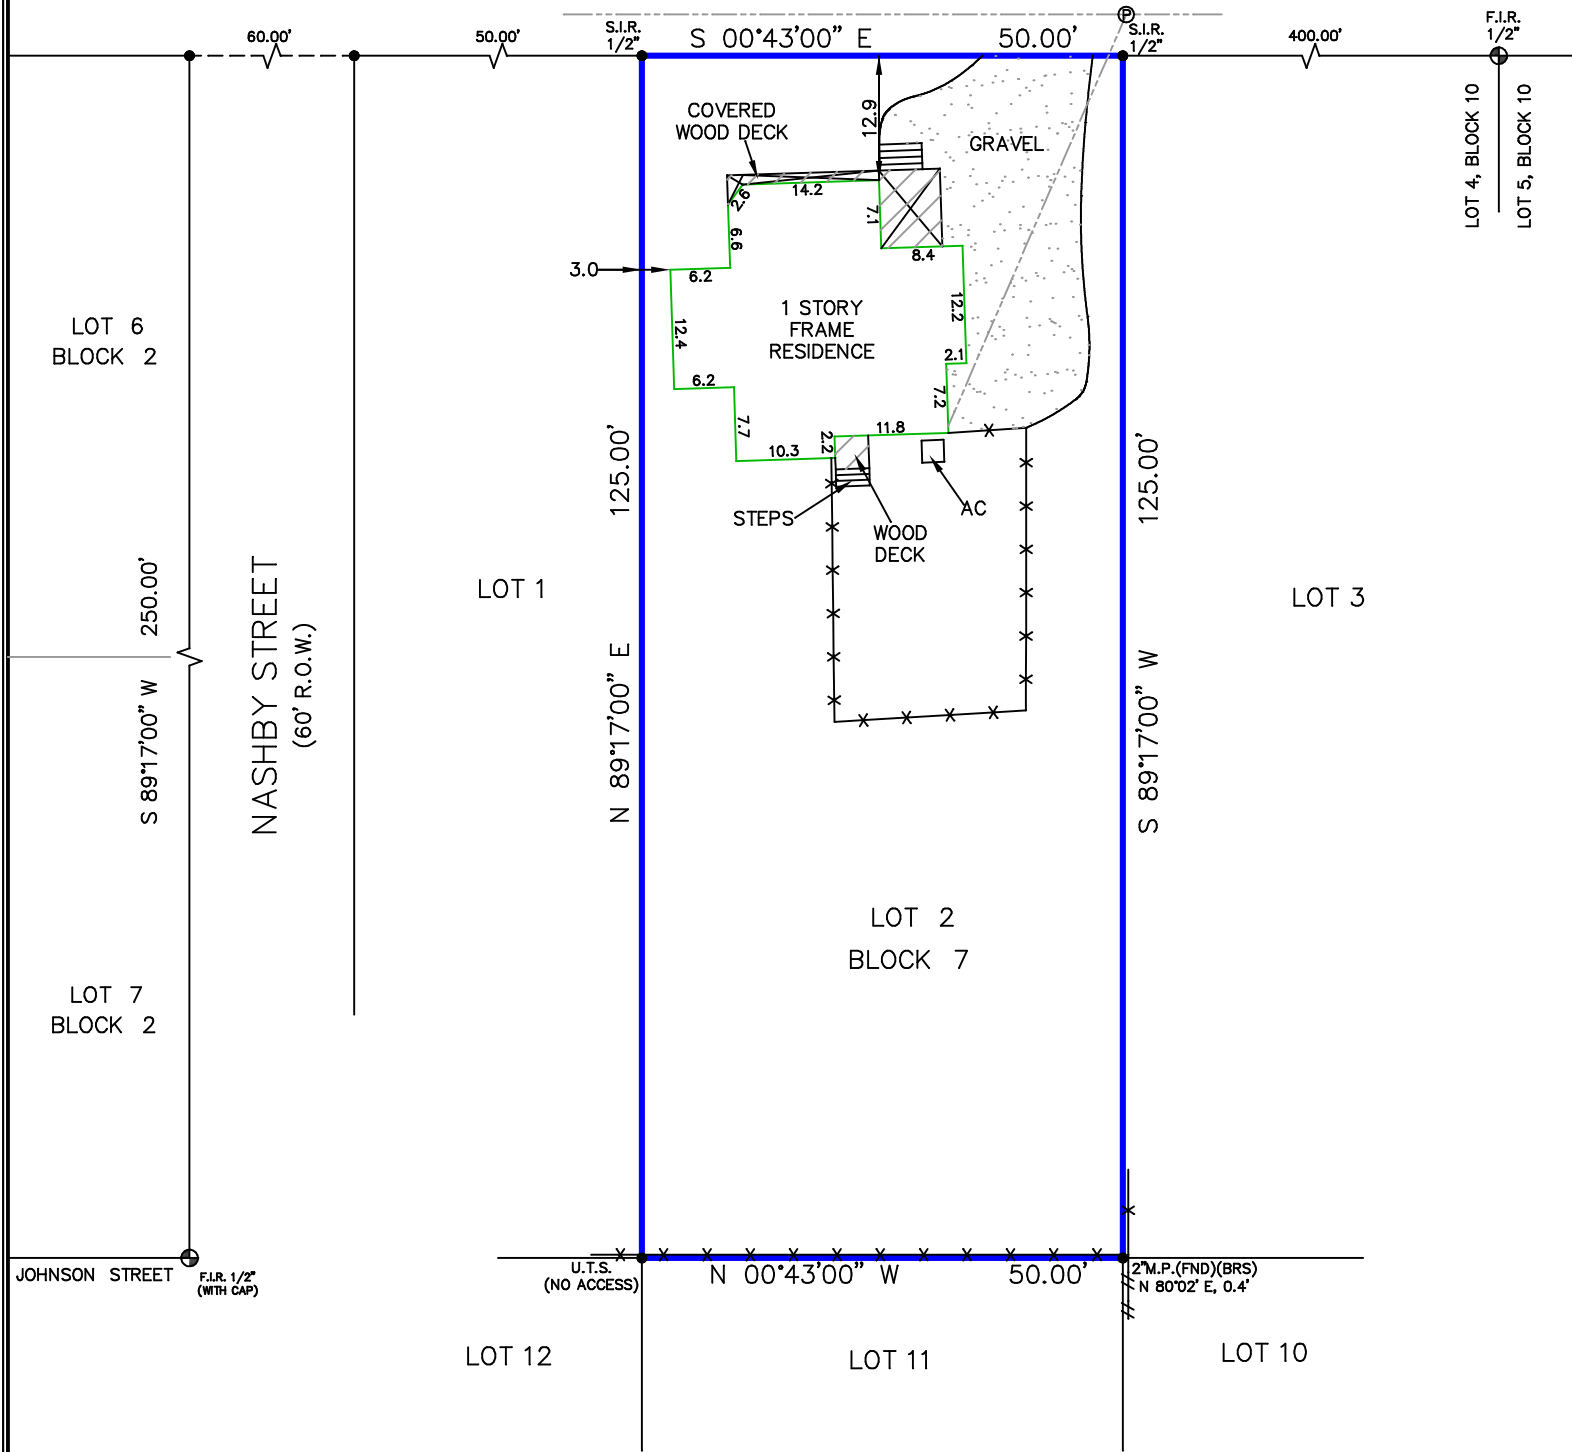 P
S.I.R.
1/2"
S 00°43'00" E
50.00'
S.I.R.
1/2"
F.I.R.
1/2"
60.00'
50.00'
400.00'
LOT 4, BLOCK 10
LOT 5, BLOCK 10
COVERED
WOOD DECK
12.9
GRAVEL
14.2
2.6
7.1
6.6
8.4
3.0
6.2
12.4
12.2
1 STORY
FRAME
RESIDENCE
2.1
6.2
7.2
7.7
2.2
11.8
10.3
STEPS
WOOD
DECK
AC
LOT 6
BLOCK 2
S 89°17'00" W 250.00'
NASHBY STREET
(60' R.O.W.)
LOT 1
N 89°17'00" E 125.00'
S 89°17'00" W 125.00'
LOT 3
LOT 2
BLOCK 7
LOT 7
BLOCK 2
JOHNSON STREET
F.I.R. 1/2"
(WITH CAP)
U.T.S.
(NO ACCESS)
N 00°43'00" W
50.00'
2"M.P.(FND)(BRS)
N 80°02' E, 0.4'
LOT 12
LOT 11
LOT 10